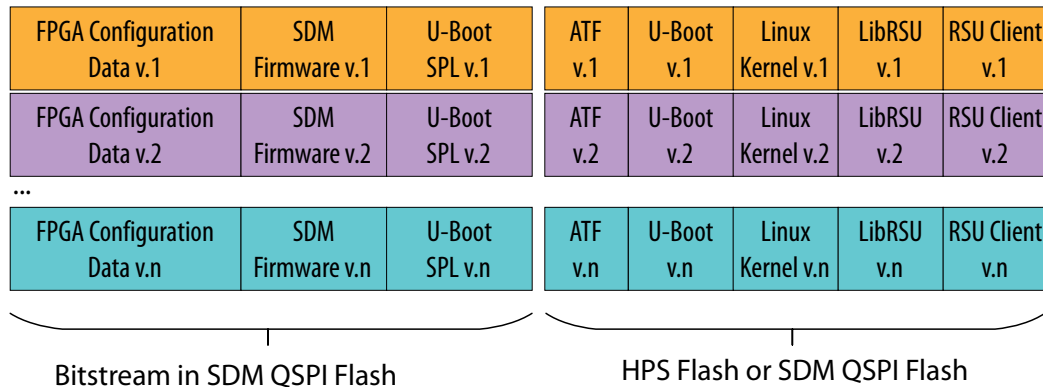 FPGA Configuration Data v.1
SDM Firmware v.1
U-Boot SPL v.1
ATF v.1
U-Boot v.1
Linux Kernel v.1
LibRSU v.1
RSU Client v.1
FPGA Configuration Data v.2
SDM Firmware v.2
U-Boot SPL v.2
ATF v.2
U-Boot v.2
Linux Kernel v.2
LibRSU v.2
RSU Client v.2
...
FPGA Configuration Data v.n
SDM Firmware v.n
U-Boot SPL v.n
ATF v.n
U-Boot v.n
Linux Kernel v.n
LibRSU v.n
RSU Client v.n
Bitstream in SDM QSPI Flash
HPS Flash or SDM QSPI Flash